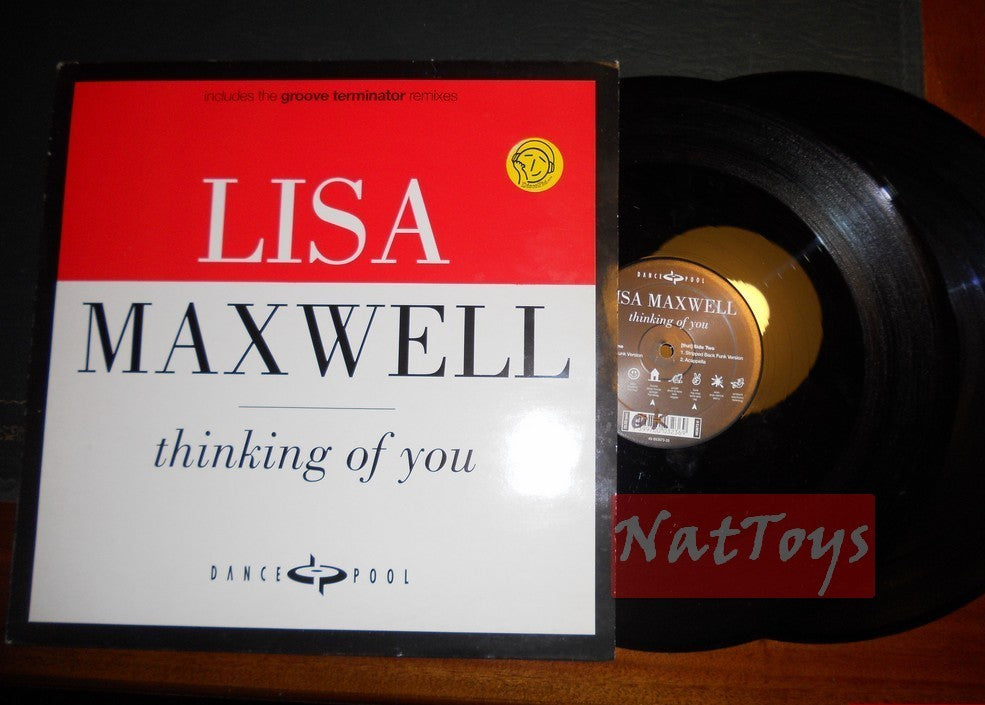 includes the groove terminator remixes
LISA
MAXWELL
thinking of you
DANCE POOL
DANCE POOL
ISA MAXWELL
thinking of you
Side Two
1. Stripped Back Funk Version
2. Acappella
NatToys